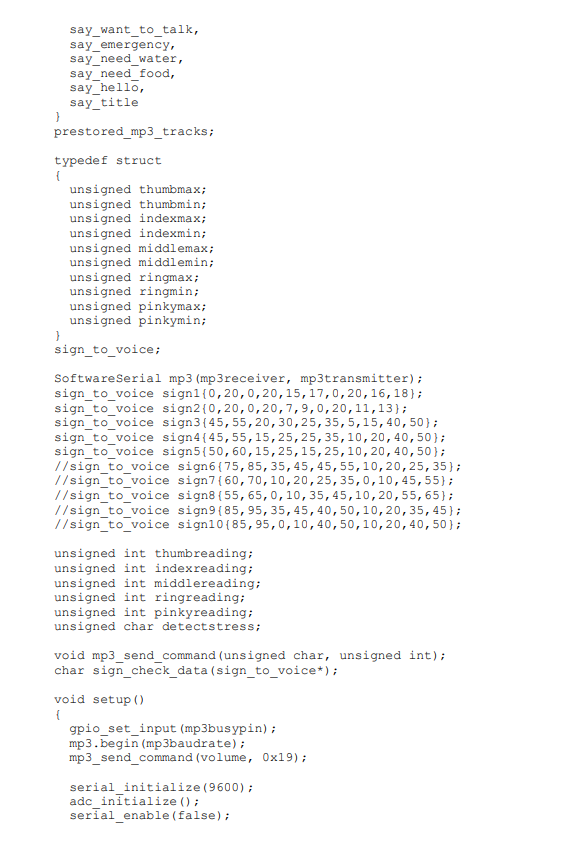 say_want_to_talk,
say_emergency,
say_need_water,
say_need_food,
say_hello,
say_title
}
prestored_mp3_tracks;
typedef struct
{
unsigned thumbmax;
unsigned thumbmin;
unsigned indexmax;
unsigned indexmin;
unsigned middlemax;
unsigned middlemin;
unsigned ringmax;
unsigned ringmin;
unsigned pinkymax;
unsigned pinkymin;
}
sign_to_voice;
SoftwareSerial mp3(mp3receiver, mp3transmitter);
sign_to_voice sign1{0,20,0,20,15,17,0,20,16,18};
sign_to_voice sign2{0,20,0,20,7,9,0,20,11,13};
sign_to_voice sign3{45,55,20,30,25,35,5,15,40,50};
sign_to_voice sign4{45,55,15,25,25,35,10,20,40,50};
sign_to_voice sign5{50,60,15,25,15,25,10,20,40,50};
//sign_to_voice sign6{75,85,35,45,45,55,10,20,25,35};
//sign_to_voice sign7{60,70,10,20,25,35,0,10,45,55};
//sign_to_voice sign8{55,65,0,10,35,45,10,20,55,65};
//sign_to_voice sign9{85,95,35,45,40,50,10,20,35,45};
//sign_to_voice sign10{85,95,0,10,40,50,10,20,40,50};
unsigned int thumbreading;
unsigned int indexreading;
unsigned int middlereading;
unsigned int ringreading;
unsigned int pinkyreading;
unsigned char detectstress;
void mp3_send_command(unsigned char, unsigned int);
char sign_check_data(sign_to_voice*);
void setup()
{
gpio_set_input(mp3busypin);
mp3.begin(mp3baudrate);
mp3_send_command(volume, 0x19);
serial_initialize(9600);
adc_initialize();
serial_enable(false);